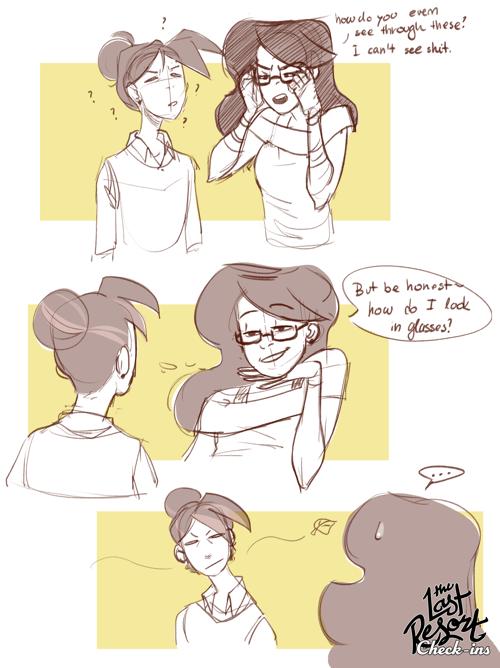 ?
how do you even
see through these?
I can't see shit.
?
?
?
?
?
But be honest~
how do I look
in glasses?
...
the
Last
Resort
Check-ins